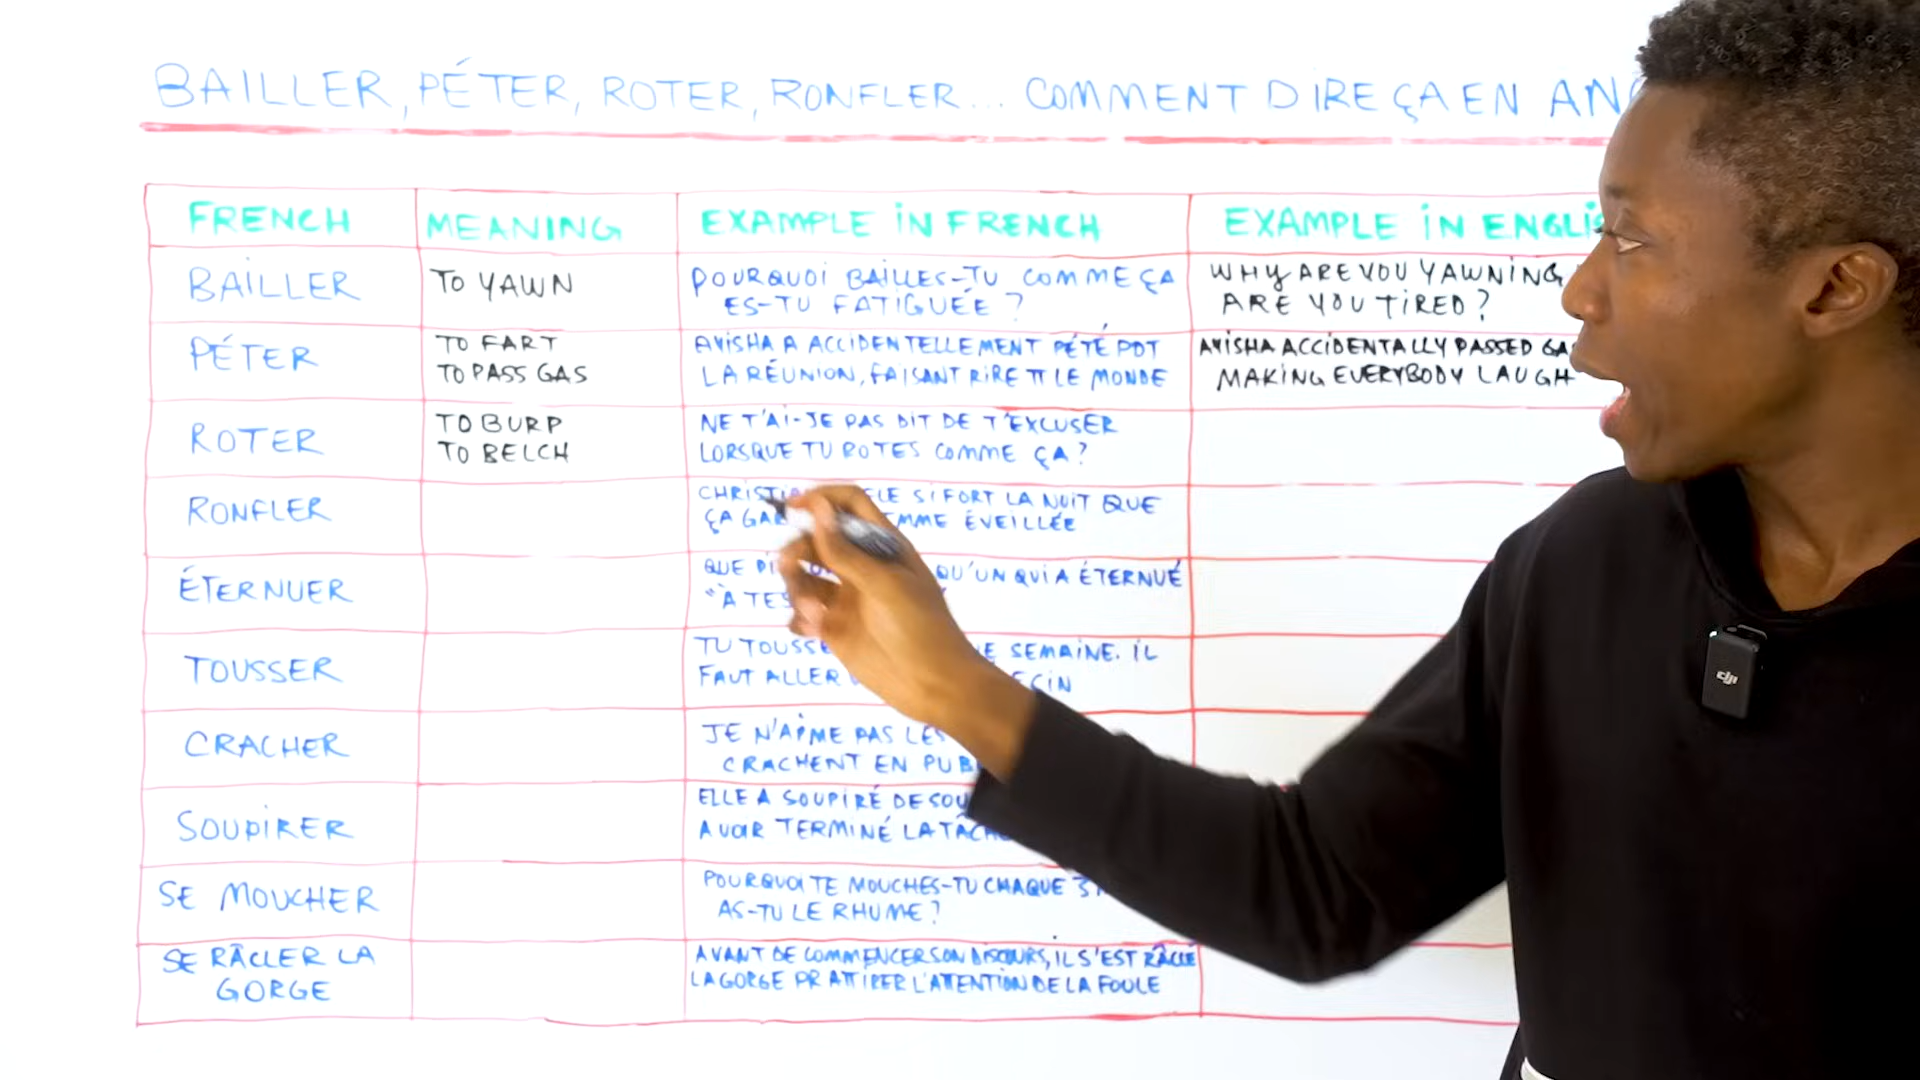 BAILLER, PÉTER, ROTER, RONFLER... COMMENT DIRE ÇA EN
FRENCH
MEANING
EXAMPLE IN FRENCH
EXAMPLE IN
BAILLER
TO YAWN
POURQUOI BAILLES-TU COMME ÇA
ES-TU FATIGUÉE ?
WHY ARE YOU YAWNING
ARE YOU TIRED ?
PÉTER
TO FART
TO PASS GAS
AYISHA A ACCIDENTELLEMENT PÉTÉ PDT
LA RÉUNION, FAISANT RIRE TT LE MONDE
AYISHA ACCIDENTALLY PASSED
MAKING EVERYBODY LAUGH
ROTER
TO BURP
TO BELCH
NE T'AI-JE PAS DIT DE T'EXCUSER
LORSQUE TU ROTES COMME ÇA ?
RONFLER
SI FORT LA NUIT QUE
ÇA ÉVEILLÉE
ÉTERNUER
QUE QU'UN QUI A ÉTERNUÉ
"À TES
TOUSSER
TU SEMAINE. IL
FAUT ALLER
CRACHER
JE N'AIME PAS LES
CRACHENT EN
SOUPIRER
ELLE A SOUPIRÉ DE
AVOIR TERMINÉ LA
SE MOUCHER
POURQUOI TE MOUCHES-TU CHAQUE
AS-TU LE RHUME ?
SE RÂCLER LA
GORGE
AVANT DE COMMENCER SON DISCOURS, IL S'EST RÂCLÉ
LA GORGE PR ATTIRER L'ATTENTION DE LA FOULE
dji